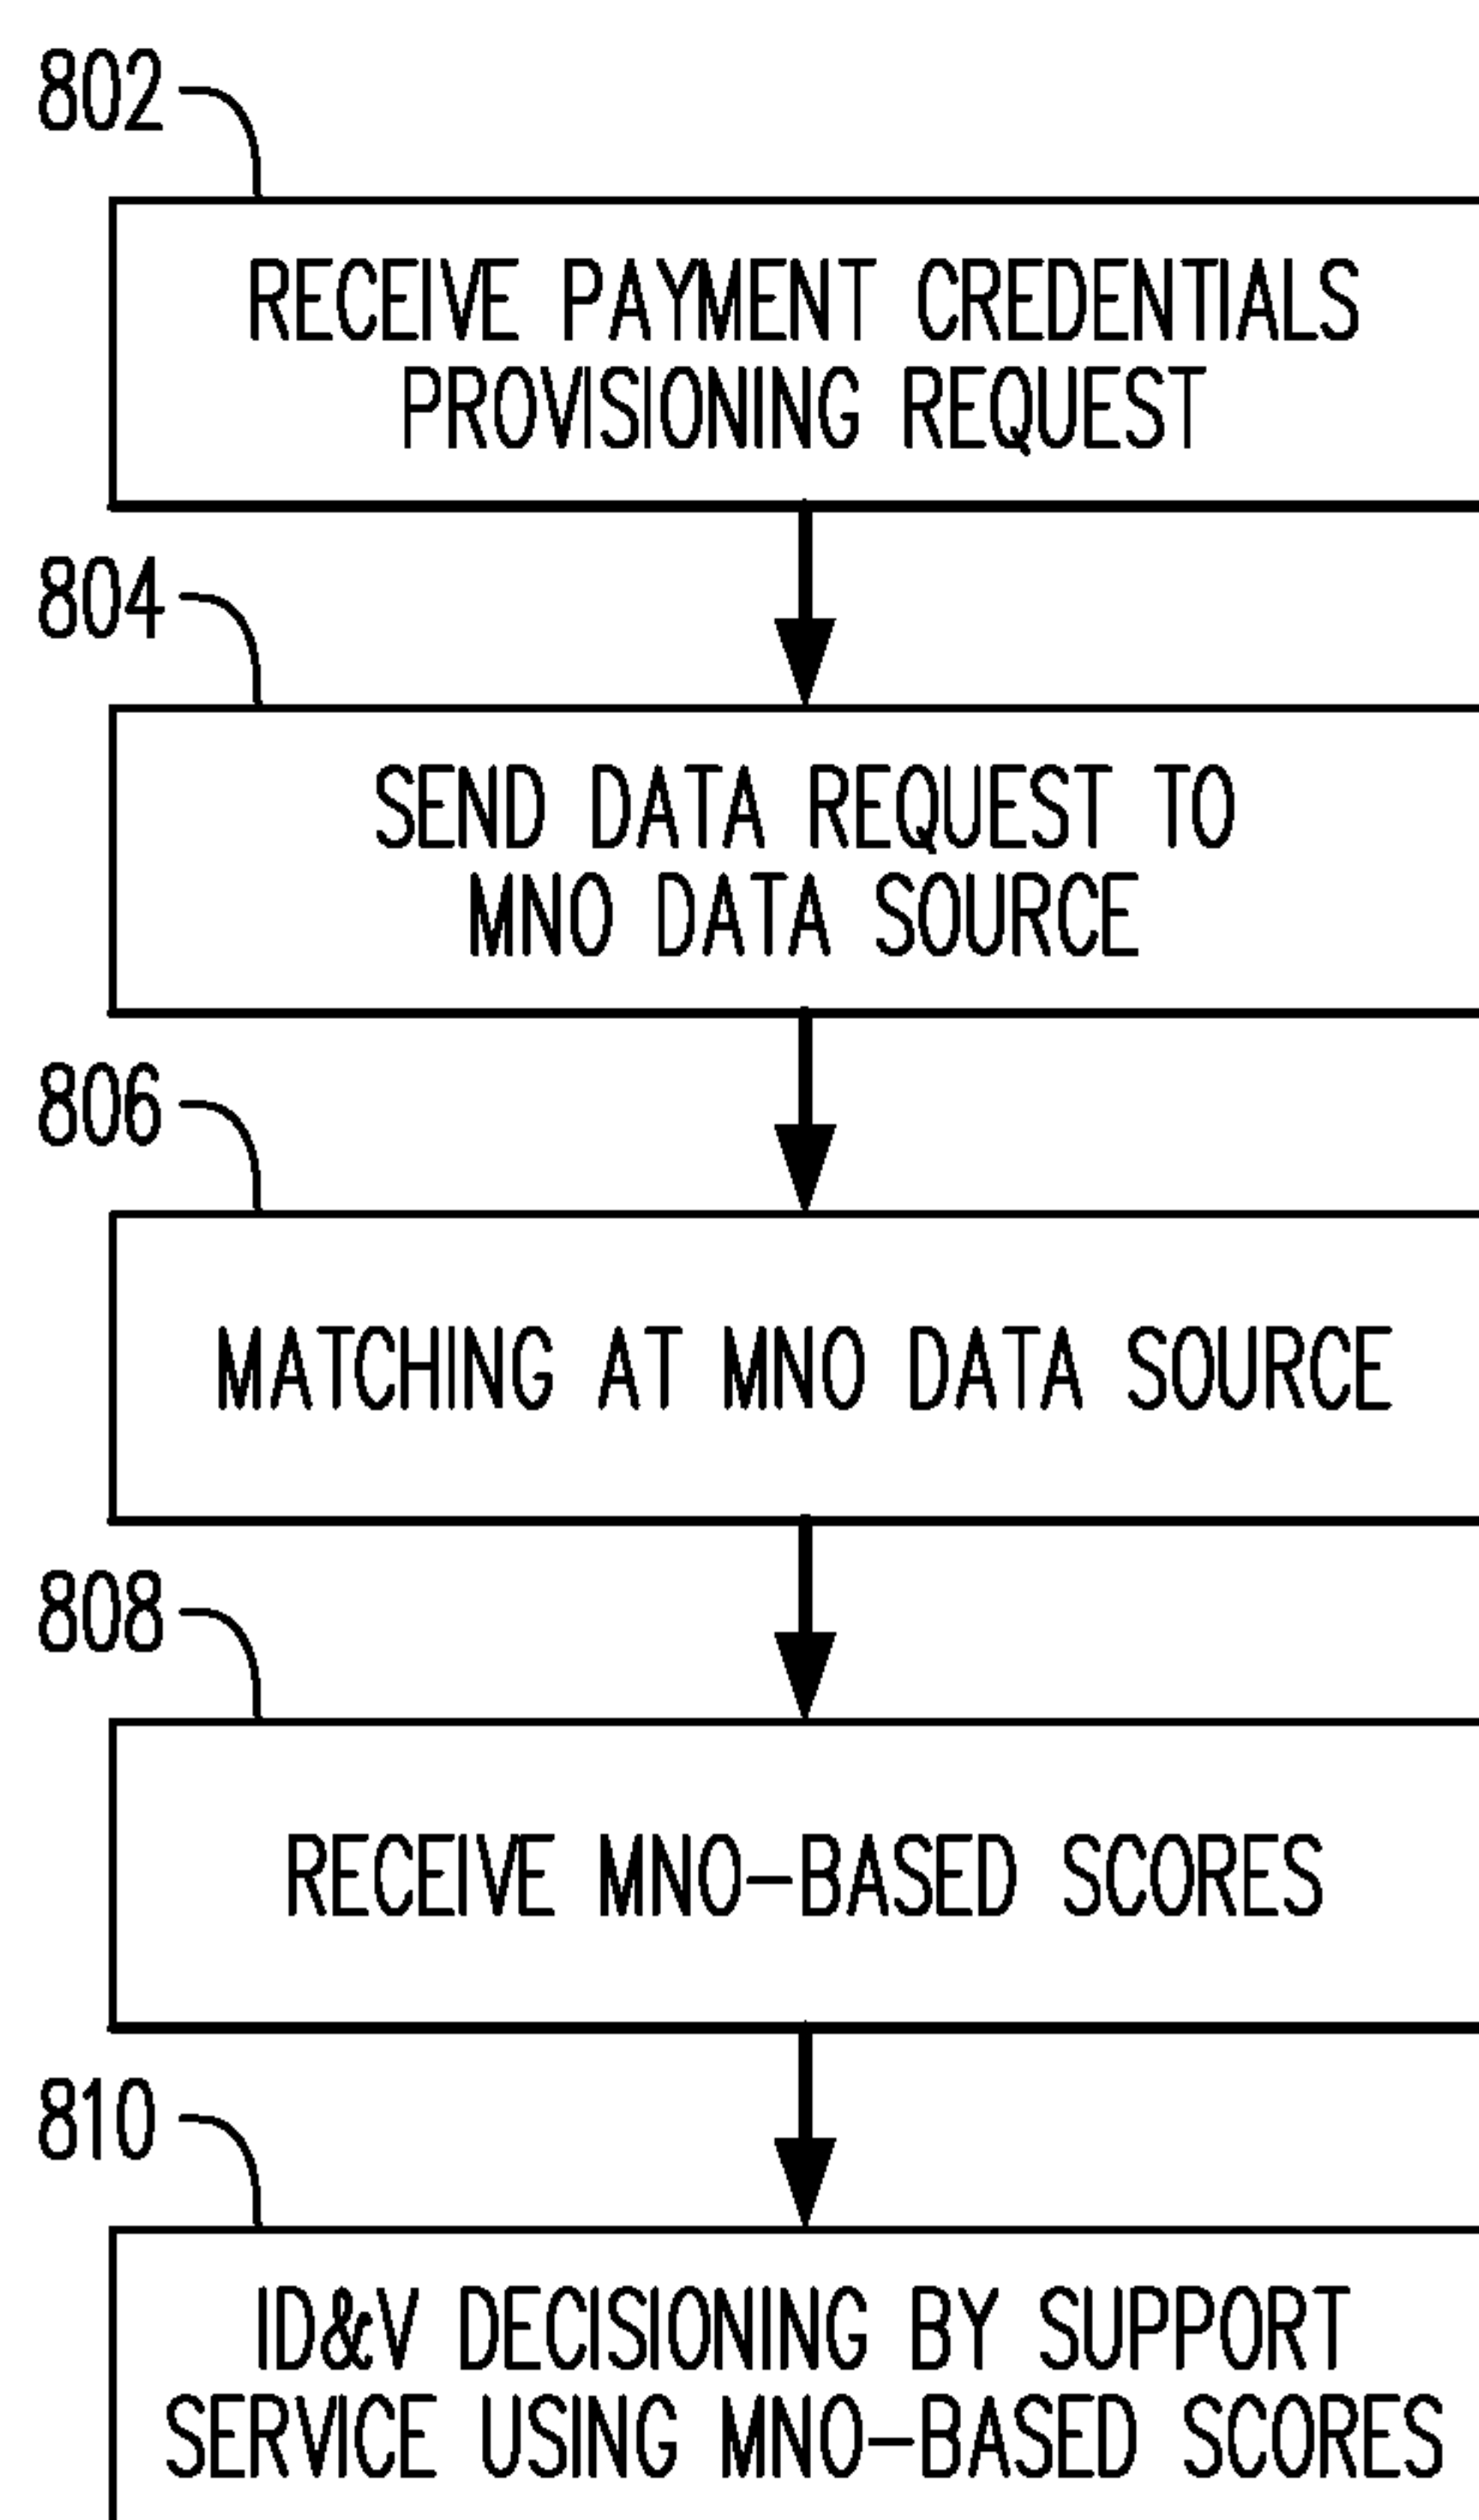 802
RECEIVE PAYMENT CREDENTIALS
PROVISIONING REQUEST
804
SEND DATA REQUEST TO
MNO DATA SOURCE
806
MATCHING AT MNO DATA SOURCE
808
RECEIVE MNO-BASED SCORES
810
ID&V DECISIONING BY SUPPORT
SERVICE USING MNO-BASED SCORES